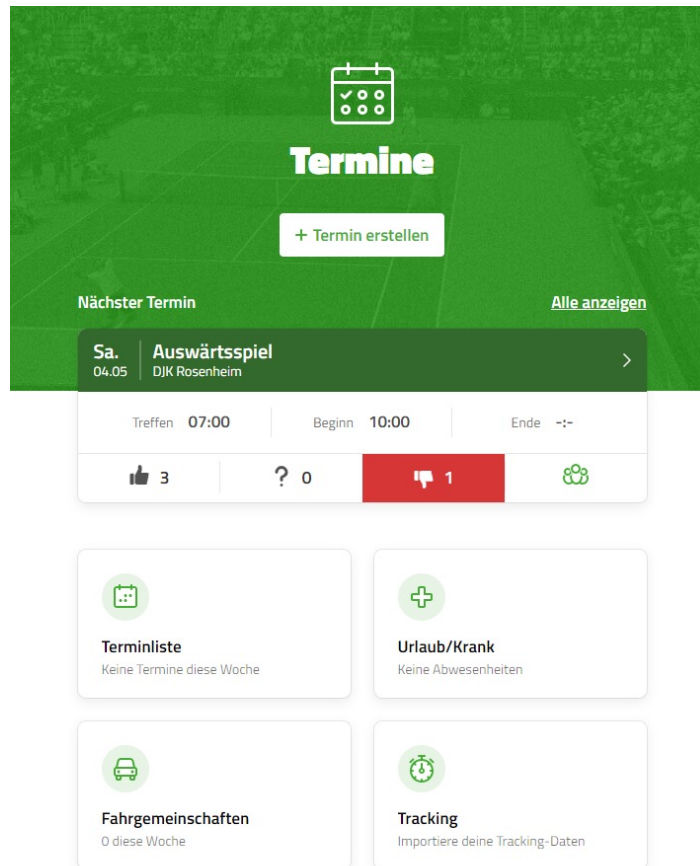 Termine
+ Termin erstellen
Nächster Termin Alle anzeigen
Sa. Auswärtsspiel
04.05 DJK Rosenheim
Treffen 07:00 Beginn 10:00 Ende -:-
3 ? 0 1
Terminliste Urlaub/Krank
Keine Termine diese Woche Keine Abwesenheiten
Fahrgemeinschaften Tracking
0 diese Woche Importiere deine Tracking-Daten